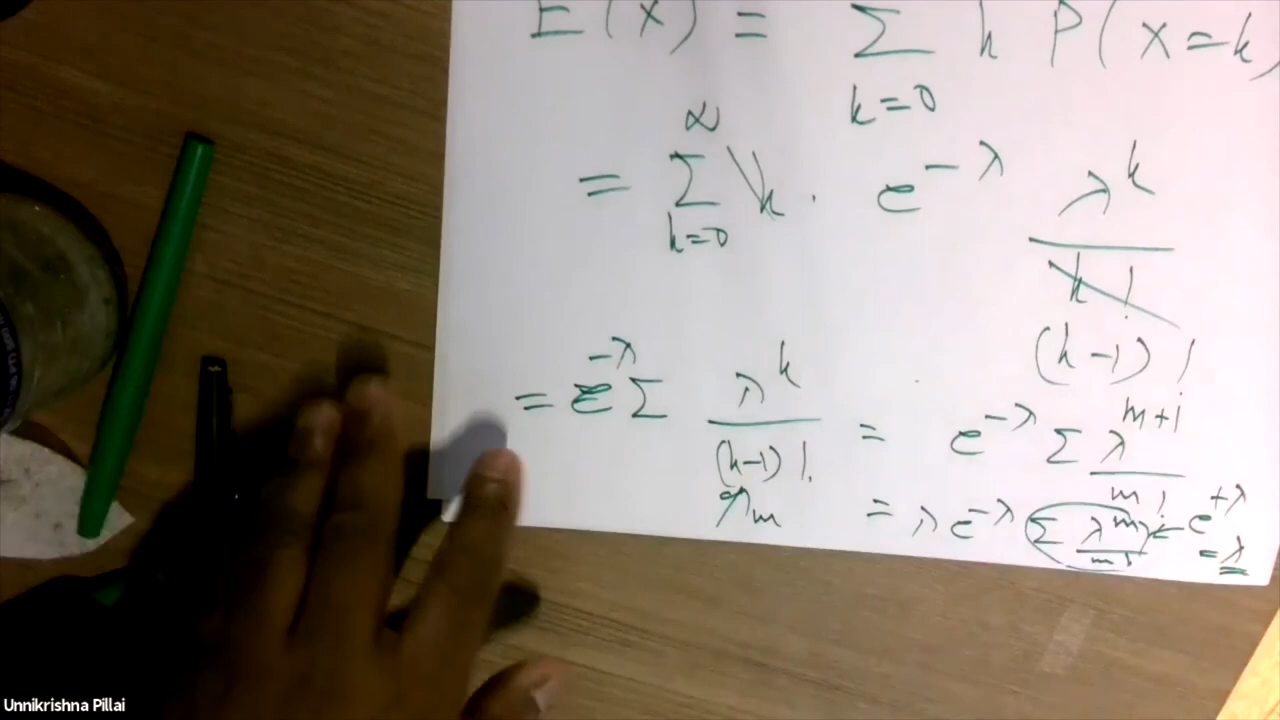 E(X) = Σ k P(X=k)
k=0
∞
= Σ k . e^{-λ} λ^k / k!
k=0
(k-1)!
= e^{-λ} Σ λ^k / (k-1)! = e^{-λ} Σ λ^{m+1} / m!
m = λ e^{-λ} Σ λ^m / m! ← e^{+λ}
= λ
Unnikrishna Pillai